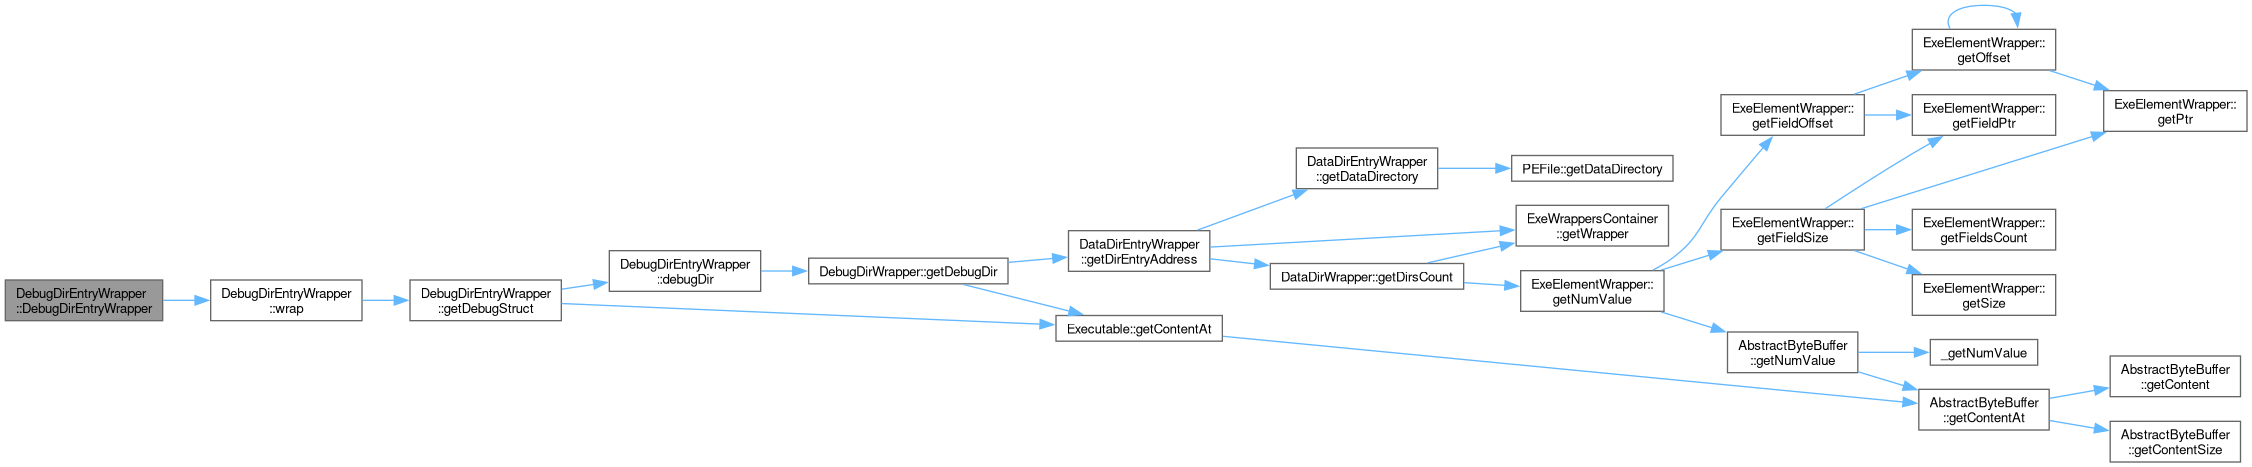 DebugDirEntryWrapper
::DebugDirEntryWrapper
DebugDirEntryWrapper
::wrap
DebugDirEntryWrapper
::getDebugStruct
DebugDirEntryWrapper
::debugDir
DebugDirWrapper::getDebugDir
DataDirEntryWrapper
::getDirEntryAddress
Executable::getContentAt
DataDirEntryWrapper
::getDataDirectory
PEFile::getDataDirectory
ExeWrappersContainer
::getWrapper
DataDirWrapper::getDirsCount
ExeElementWrapper::
getNumValue
ExeElementWrapper::
getFieldOffset
ExeElementWrapper::
getFieldSize
AbstractByteBuffer
::getNumValue
ExeElementWrapper::
getOffset
ExeElementWrapper::
getFieldPtr
ExeElementWrapper::
getPtr
ExeElementWrapper::
getFieldsCount
ExeElementWrapper::
getSize
_getNumValue
AbstractByteBuffer
::getContentAt
AbstractByteBuffer
::getContent
AbstractByteBuffer
::getContentSize